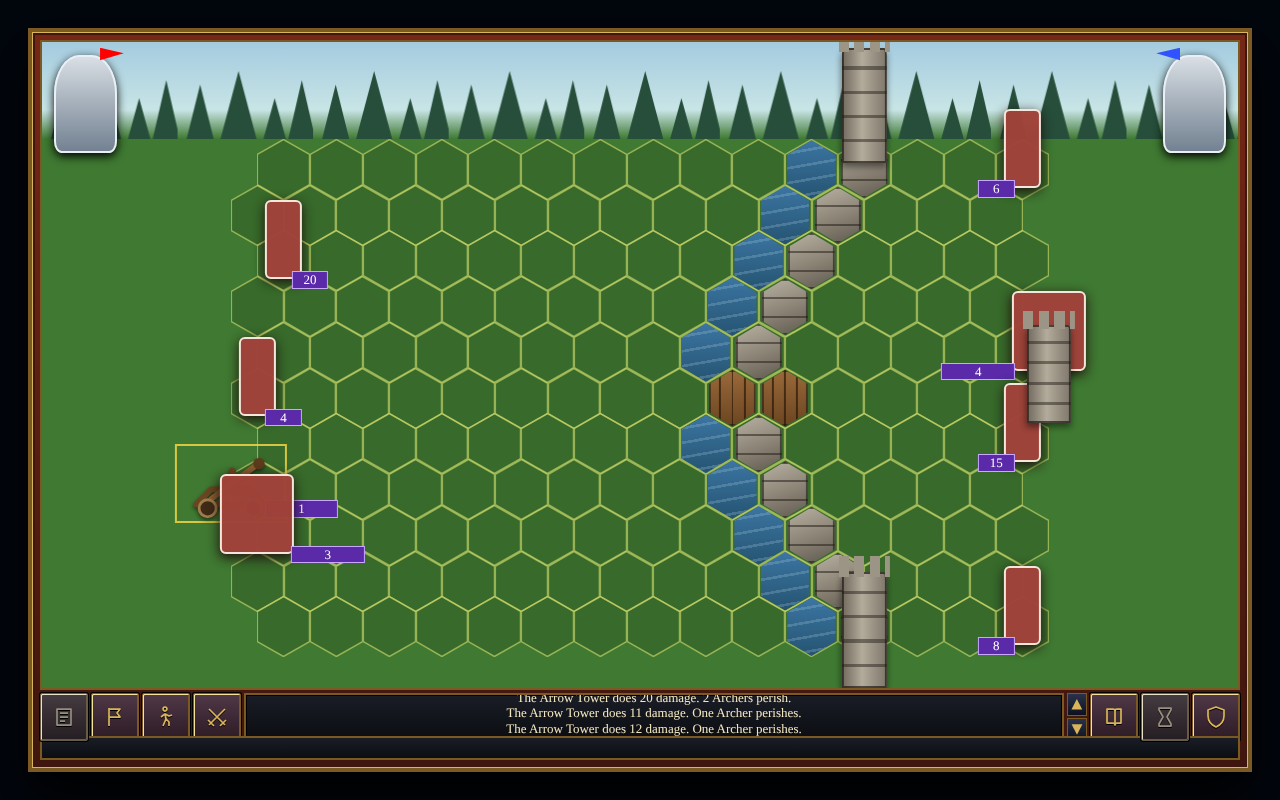 6
20
4
4
15
1
3
8
The Arrow Tower does 20 damage. 2 Archers perish.
The Arrow Tower does 11 damage. One Archer perishes.
The Arrow Tower does 12 damage. One Archer perishes.